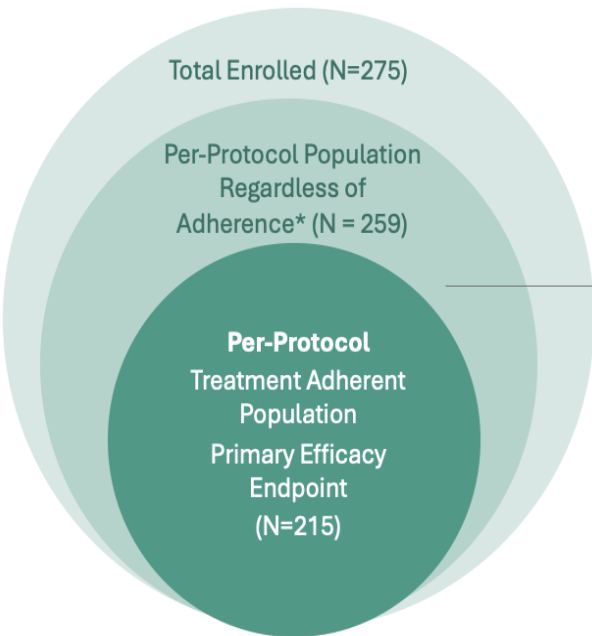 Total Enrolled (N=275)
Per-Protocol Population
Regardless of
Adherence* (N = 259)
Per-Protocol
Treatment Adherent
Population
Primary Efficacy
Endpoint
(N=215)